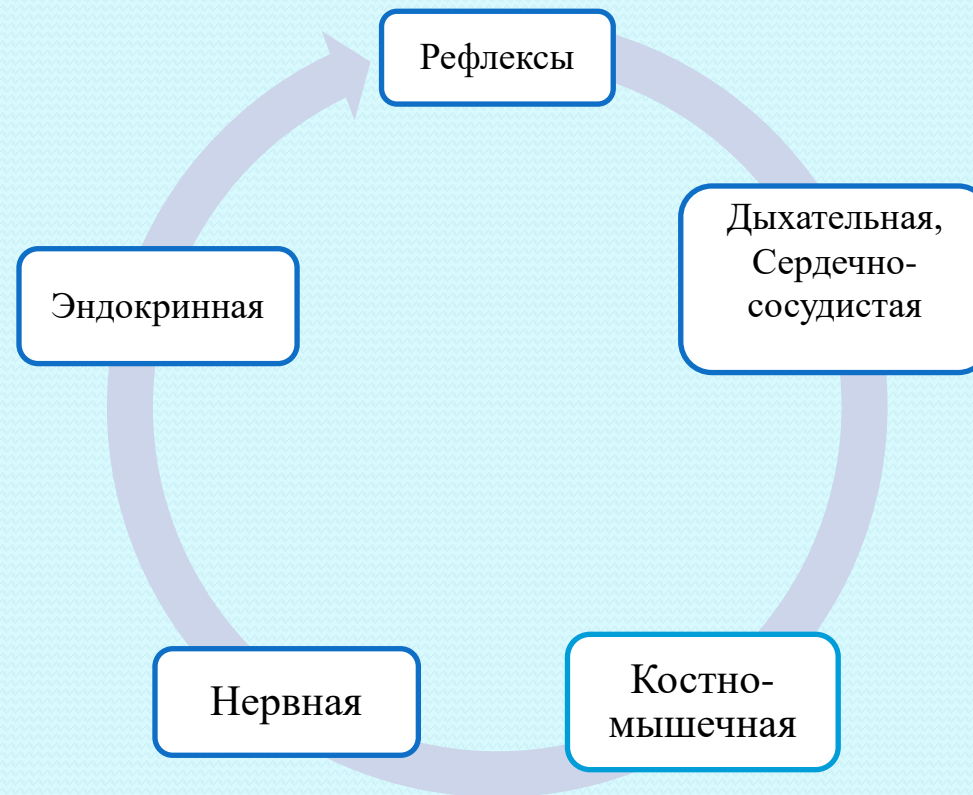 Рефлексы
Дыхательная,
Сердечно-
сосудистая
Эндокринная
Нервная
Костно-
мышечная